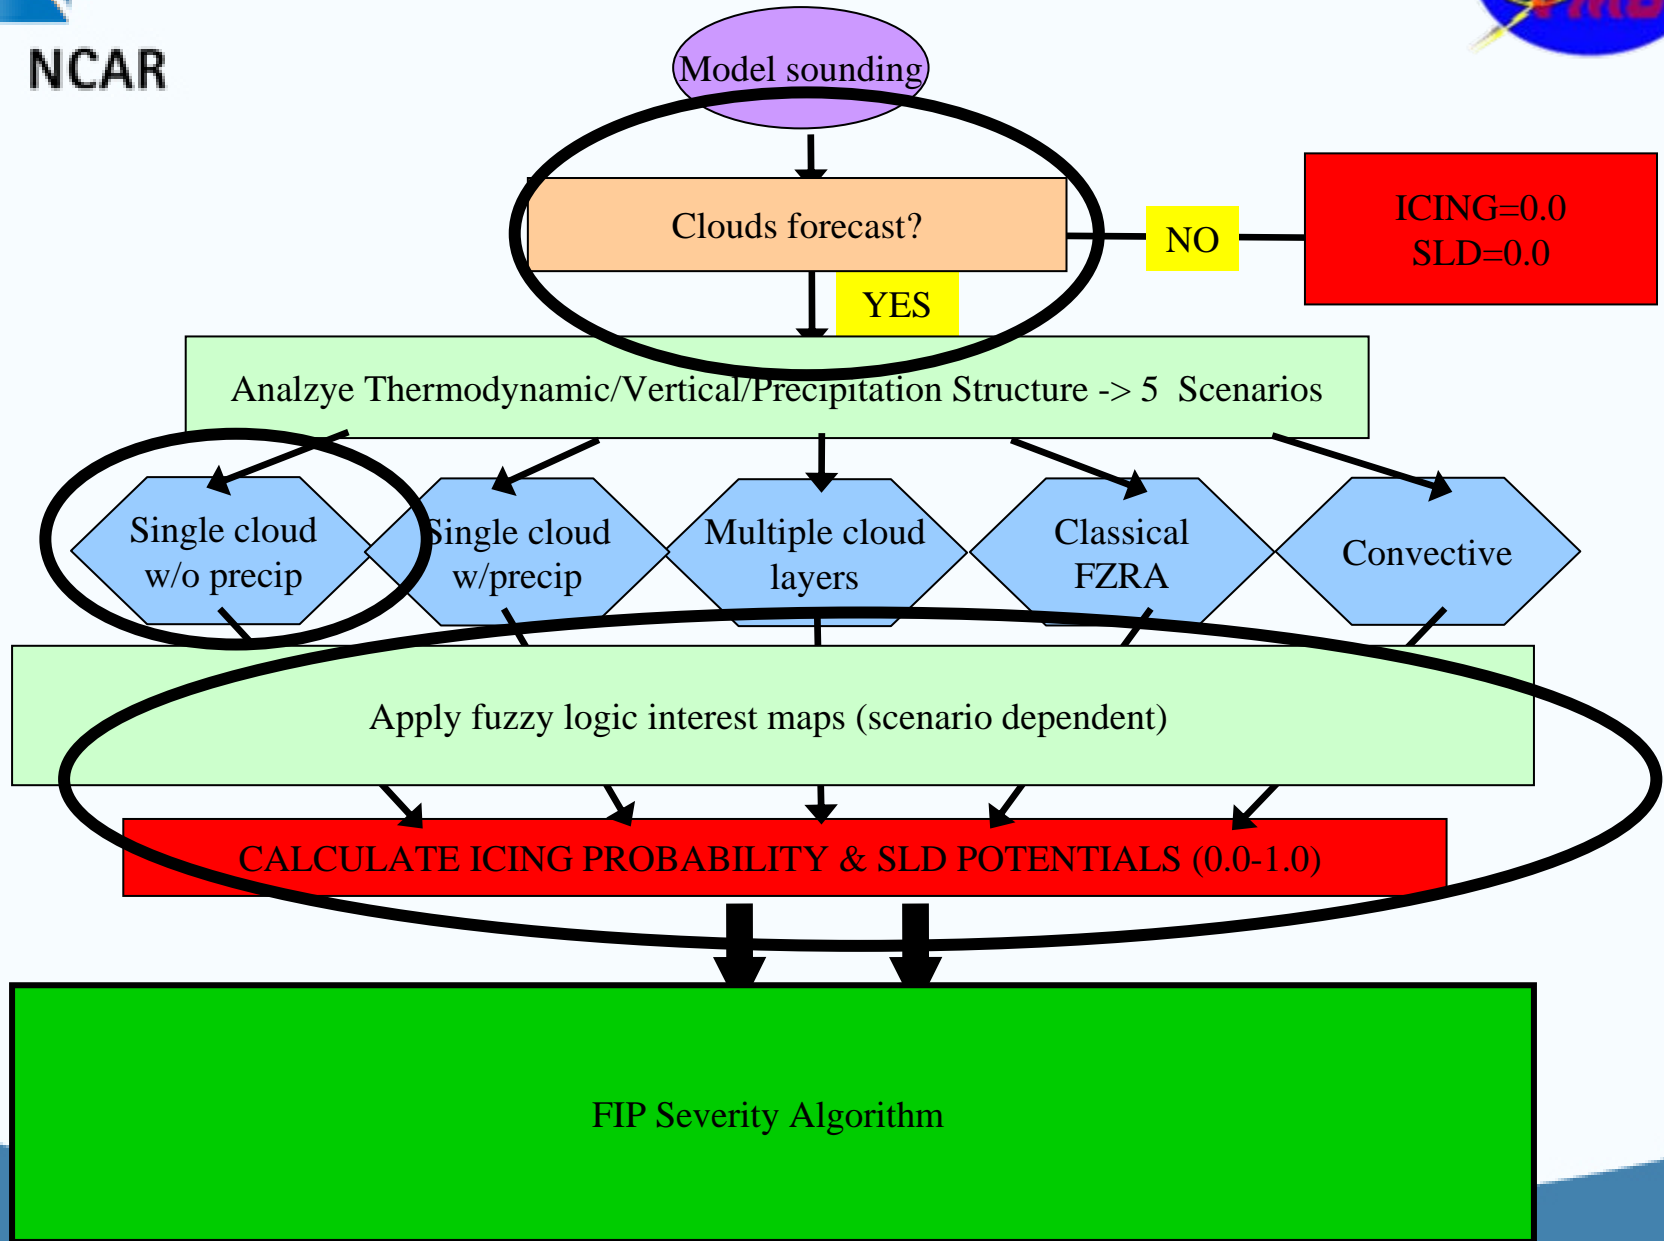 NCAR
Model sounding
Clouds forecast?
NO
ICING=0.0
SLD=0.0
YES
Analzye Thermodynamic/Vertical/Precipitation Structure -> 5 Scenarios
Single cloud
w/o precip
Single cloud
w/precip
Multiple cloud
layers
Classical
FZRA
Convective
Apply fuzzy logic interest maps (scenario dependent)
CALCULATE ICING PROBABILITY & SLD POTENTIALS (0.0-1.0)
FIP Severity Algorithm